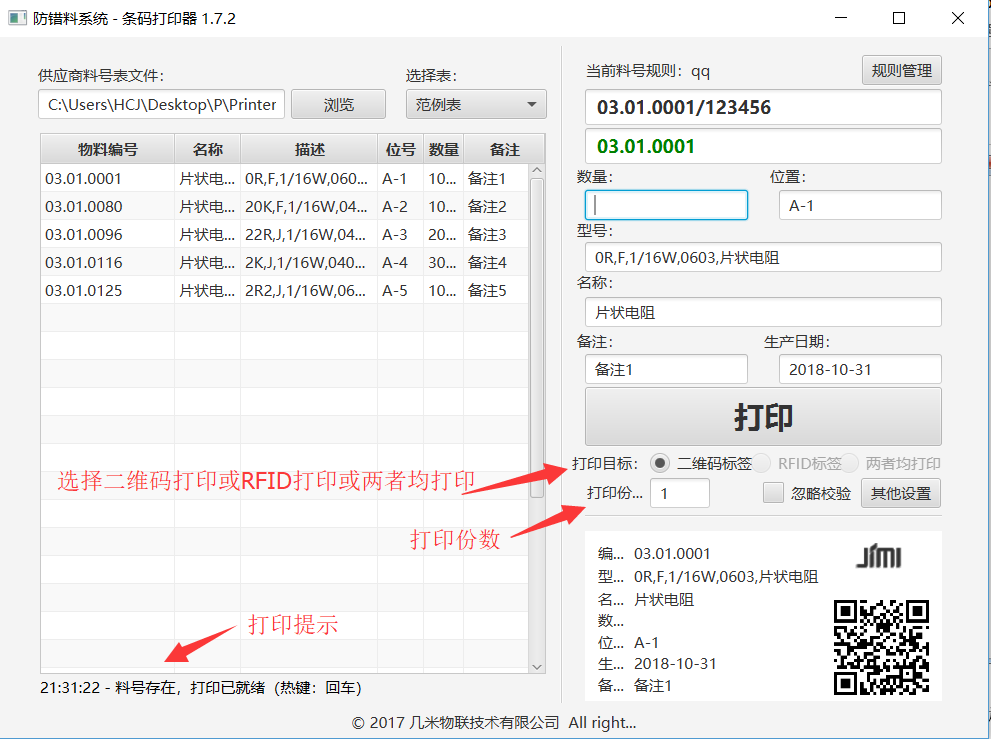 防错料系统 - 条码打印器 1.7.2
供应商料号表文件：
选择表：
C:\Users\HCJ\Desktop\P\Printer
浏览
范例表
物料编号 名称 描述 位号 数量 备注
03.01.0001 片状电... 0R,F,1/16W,060... A-1 10... 备注1
03.01.0080 片状电... 20K,F,1/16W,04... A-2 10... 备注2
03.01.0096 片状电... 22R,J,1/16W,04... A-3 20... 备注3
03.01.0116 片状电... 2K,J,1/16W,040... A-4 30... 备注4
03.01.0125 片状电... 2R2,J,1/16W,06... A-5 10... 备注5
选择二维码打印或RFID打印或两者均打印
打印份数
打印提示
21:31:22 - 料号存在，打印已就绪（热键：回车）
当前料号规则：qq
规则管理
03.01.0001/123456
03.01.0001
数量： 位置：
A-1
型号：
0R,F,1/16W,0603,片状电阻
名称：
片状电阻
备注： 生产日期：
备注1 2018-10-31
打印
打印目标： 二维码标签 RFID标签 两者均打印
打印份... 1 忽略校验 其他设置
JIMI
编... 03.01.0001
型... 0R,F,1/16W,0603,片状电阻
名... 片状电阻
数...
位... A-1
生... 2018-10-31
备... 备注1
© 2017 几米物联技术有限公司 All right...